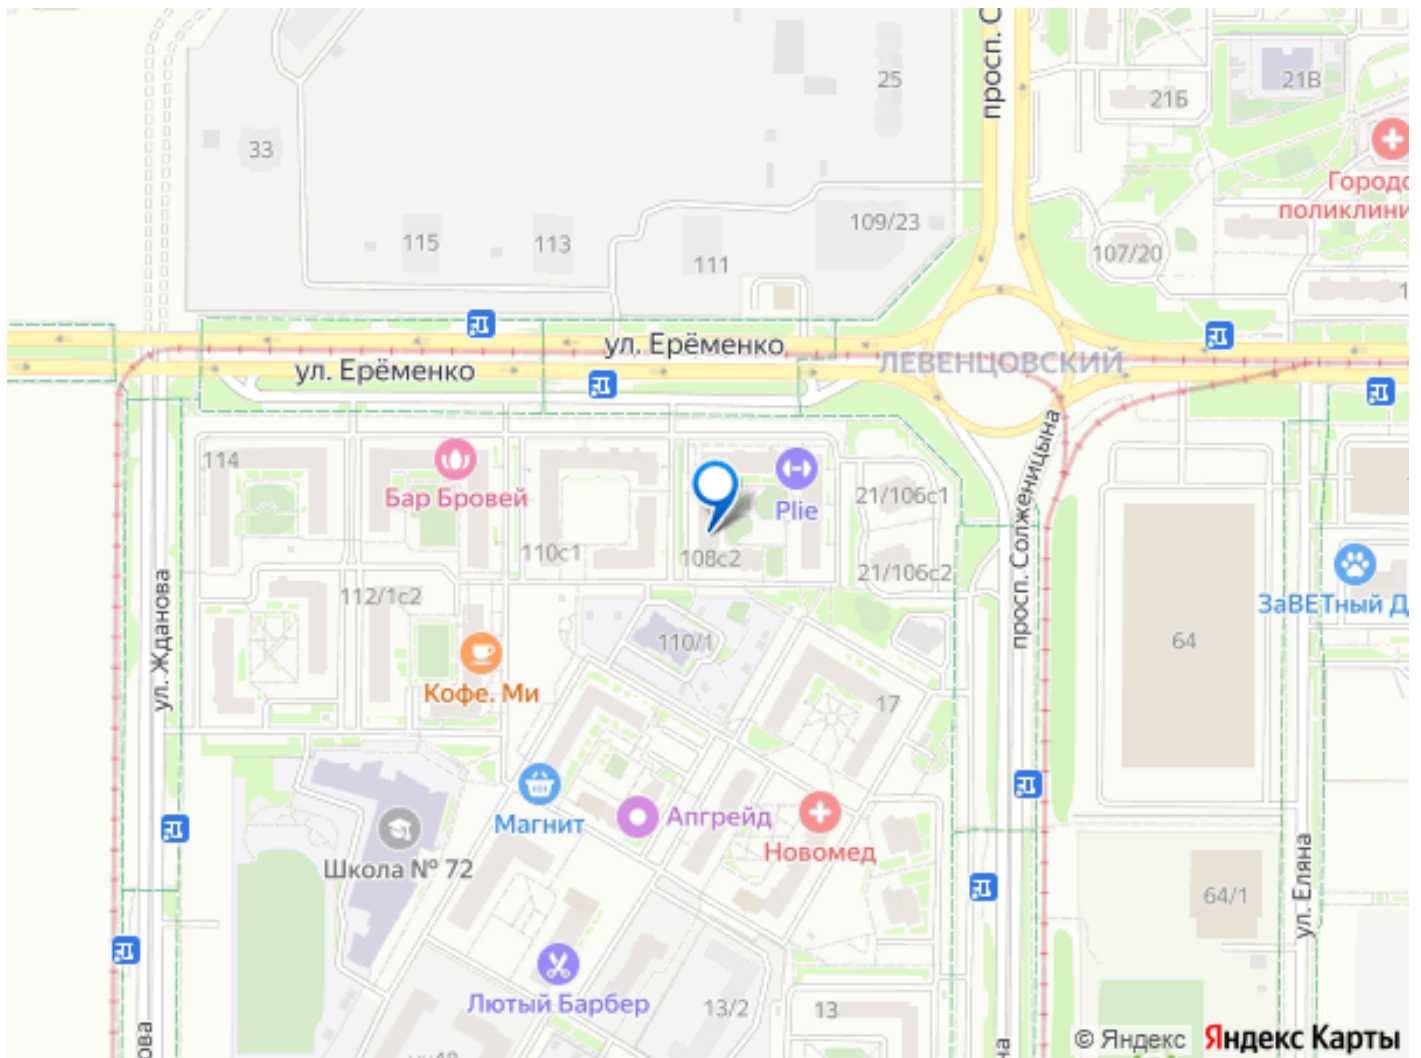 просп. С
25
21В
21Б
33
Городс
поликлини
109/23
115
113
107/20
111
1
ул. Ерёменко
ЛЕВЕНЦОВСКИЙ
ул. Ерёменко
114
Бар Бровей
Plie
21/106с1
110с1
108с2
21/106с2
просп. Солженицына
112/1с2
ул. Жданова
ЗаВЕТный Д
110/1
64
Кофе. Ми
17
Магнит
Апгрейд
Новомед
Школа № 72
64/1
ул. Еляна
Лютый Барбер
13/2
13
ова
на
© Яндекс Яндекс Карты